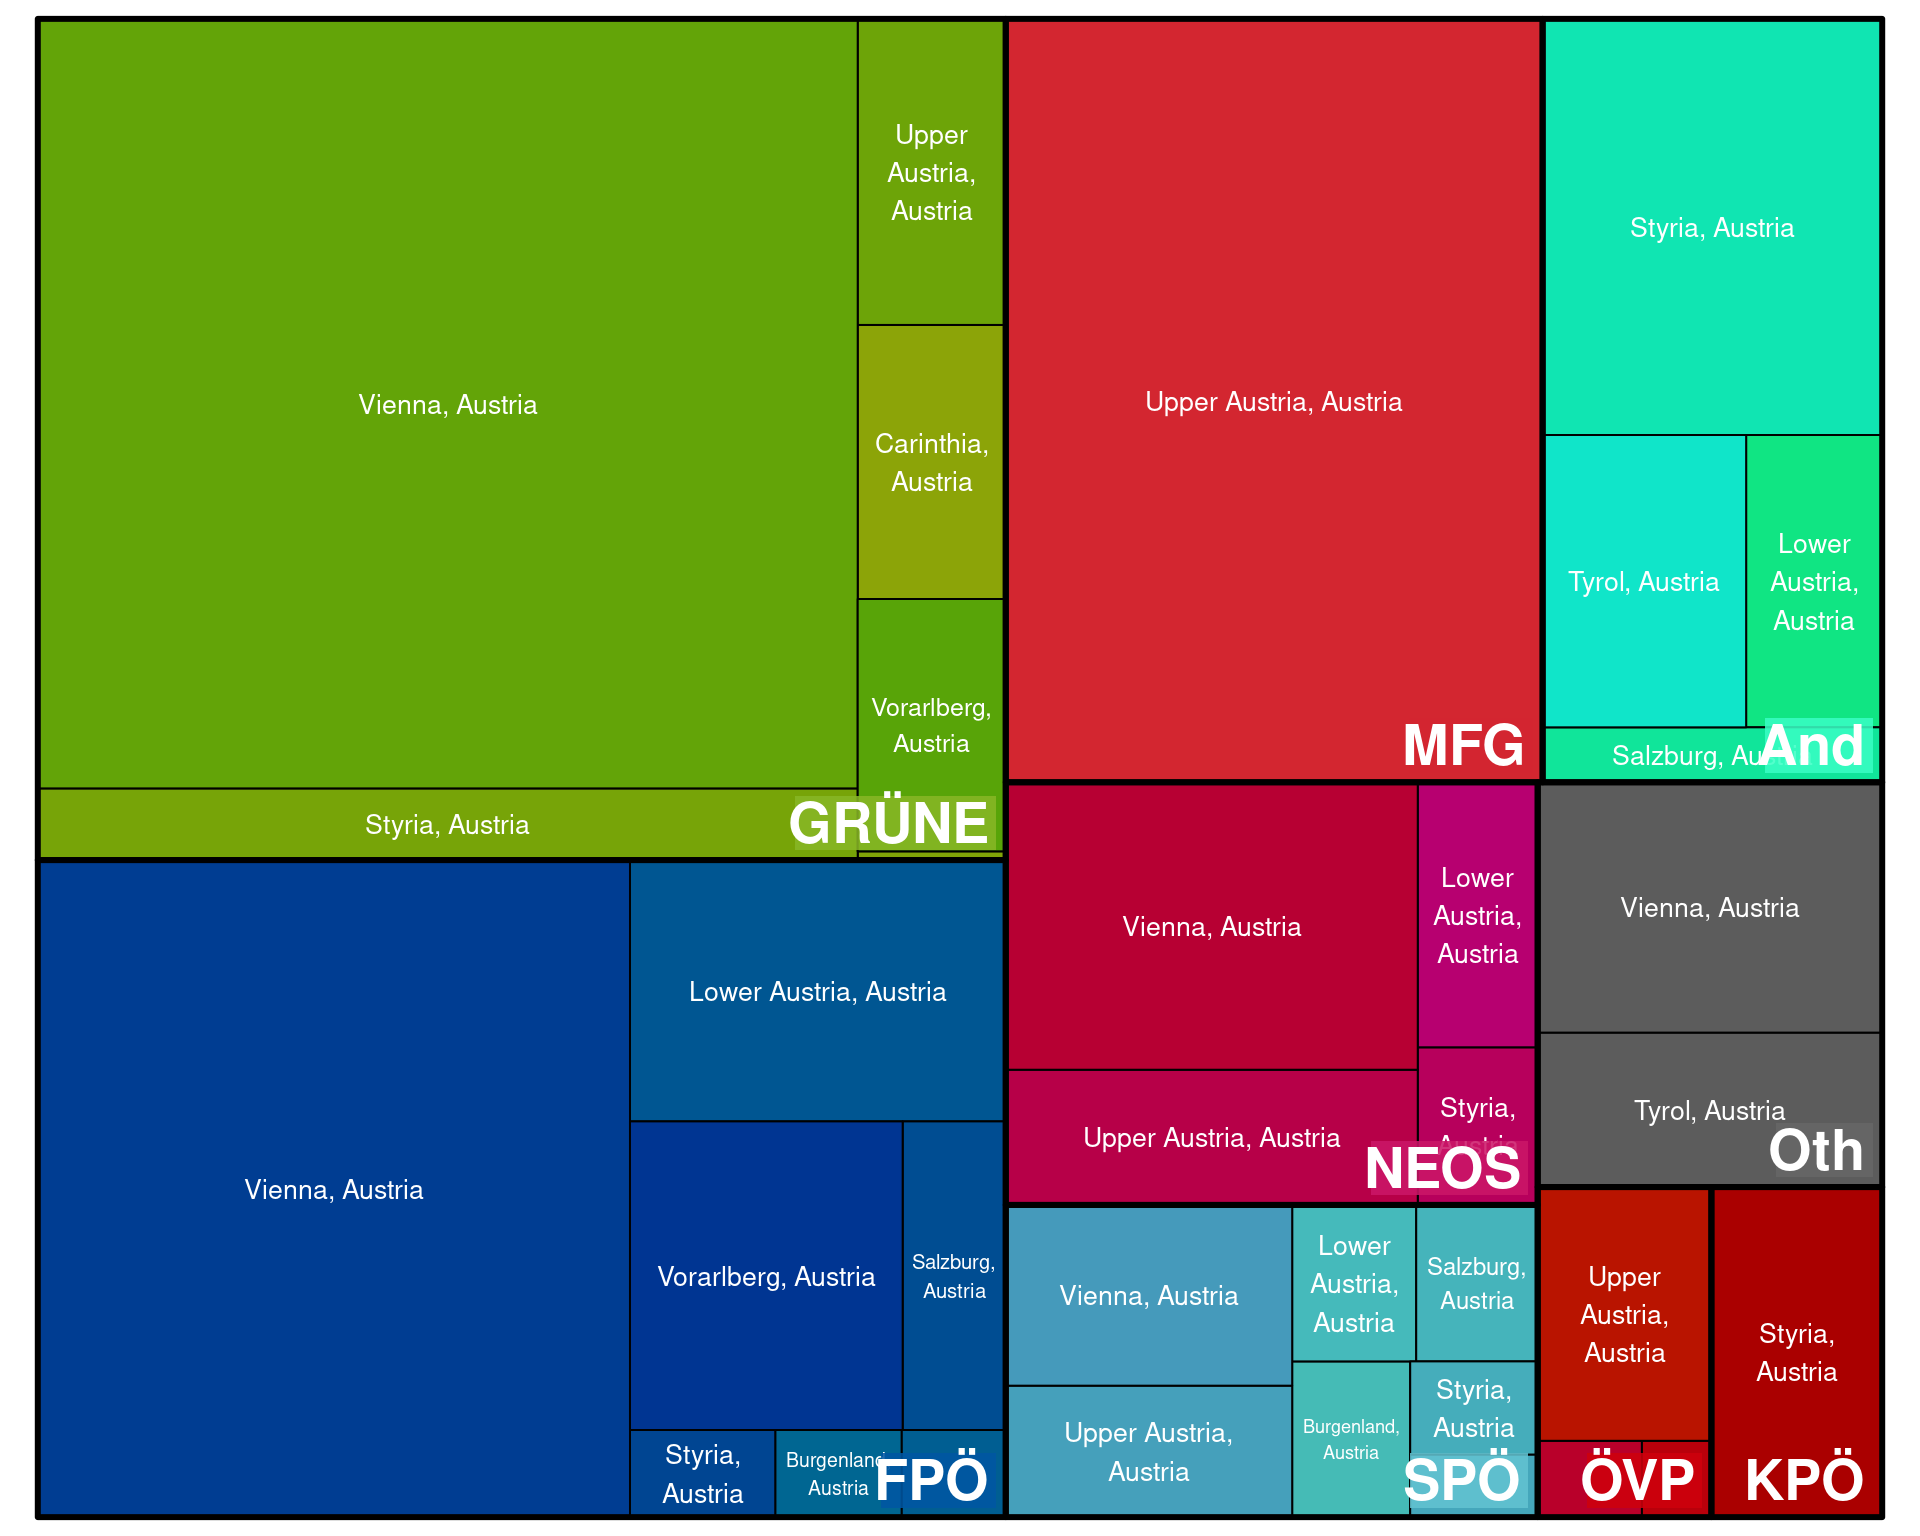 Vienna, Austria
Styria, Austria
Upper
Austria,
Austria
Carinthia,
Austria
Vorarlberg,
Austria
GRÜNE
Vienna, Austria
Lower Austria, Austria
Vorarlberg, Austria
Salzburg,
Austria
Styria,
Austria
Burgenland,
Austria
FPÖ
Upper Austria, Austria
MFG
Styria, Austria
Tyrol, Austria
Lower
Austria,
Austria
Salzburg, Austria
And
Vienna, Austria
Upper Austria, Austria
Lower
Austria,
Austria
Styria,
Austria
NEOS
Vienna, Austria
Tyrol, Austria
Oth
Vienna, Austria
Upper Austria,
Austria
Lower
Austria,
Austria
Salzburg,
Austria
Burgenland,
Austria
Styria,
Austria
SPÖ
Upper
Austria,
Austria
ÖVP
Styria,
Austria
KPÖ